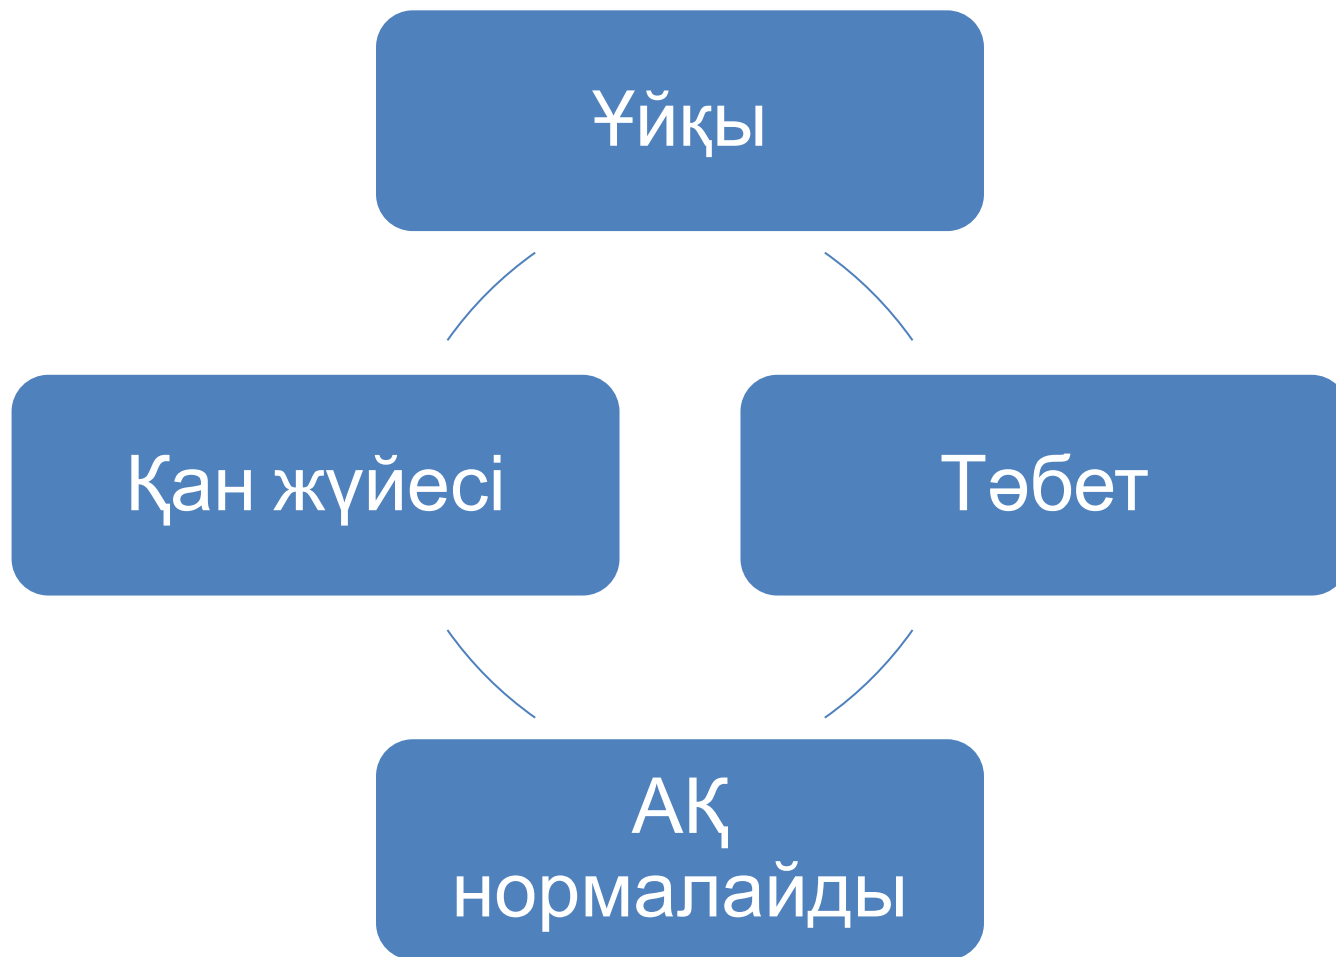 Ұйқы
Қан жүйесі
Тәбет
АҚ
нормалайды